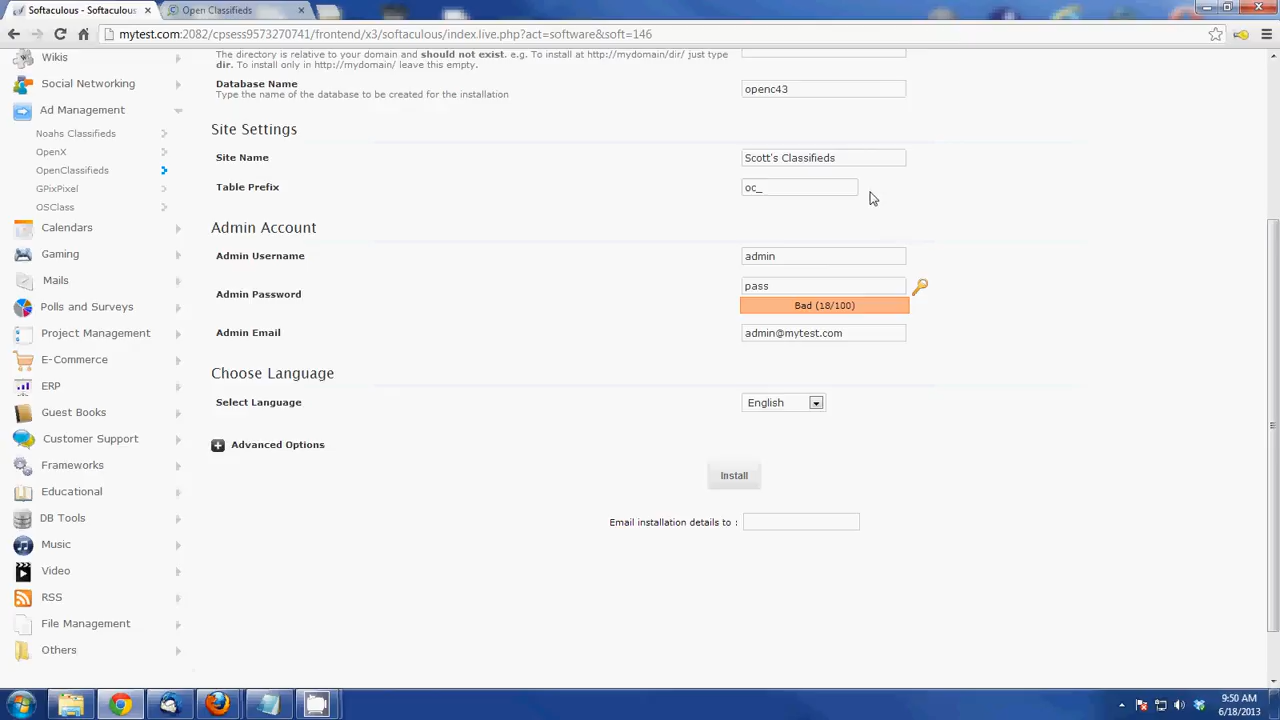 Softaculous - Softaculous
Open Classifieds
mytest.com:2082/cpsess9573270741/frontend/x3/softaculous/index.live.php?act=software&soft=146
Wikis
Social Networking
Ad Management
Noahs Classifieds
OpenX
OpenClassifieds
GPixPixel
OSClass
Calendars
Gaming
Mails
Polls and Surveys
Project Management
E-Commerce
ERP
Guest Books
Customer Support
Frameworks
Educational
DB Tools
Music
Video
RSS
File Management
Others
The directory is relative to your domain and should not exist. e.g. To install at http://mydomain/dir/ just type
dir. To install only in http://mydomain/ leave this empty.
Database Name
Type the name of the database to be created for the installation
openc43
Site Settings
Site Name
Scott's Classifieds
Table Prefix
oc_
Admin Account
Admin Username
admin
Admin Password
pass
Bad (18/100)
Admin Email
admin@mytest.com
Choose Language
Select Language
English
Advanced Options
Install
Email installation details to :
9:50 AM
6/18/2013